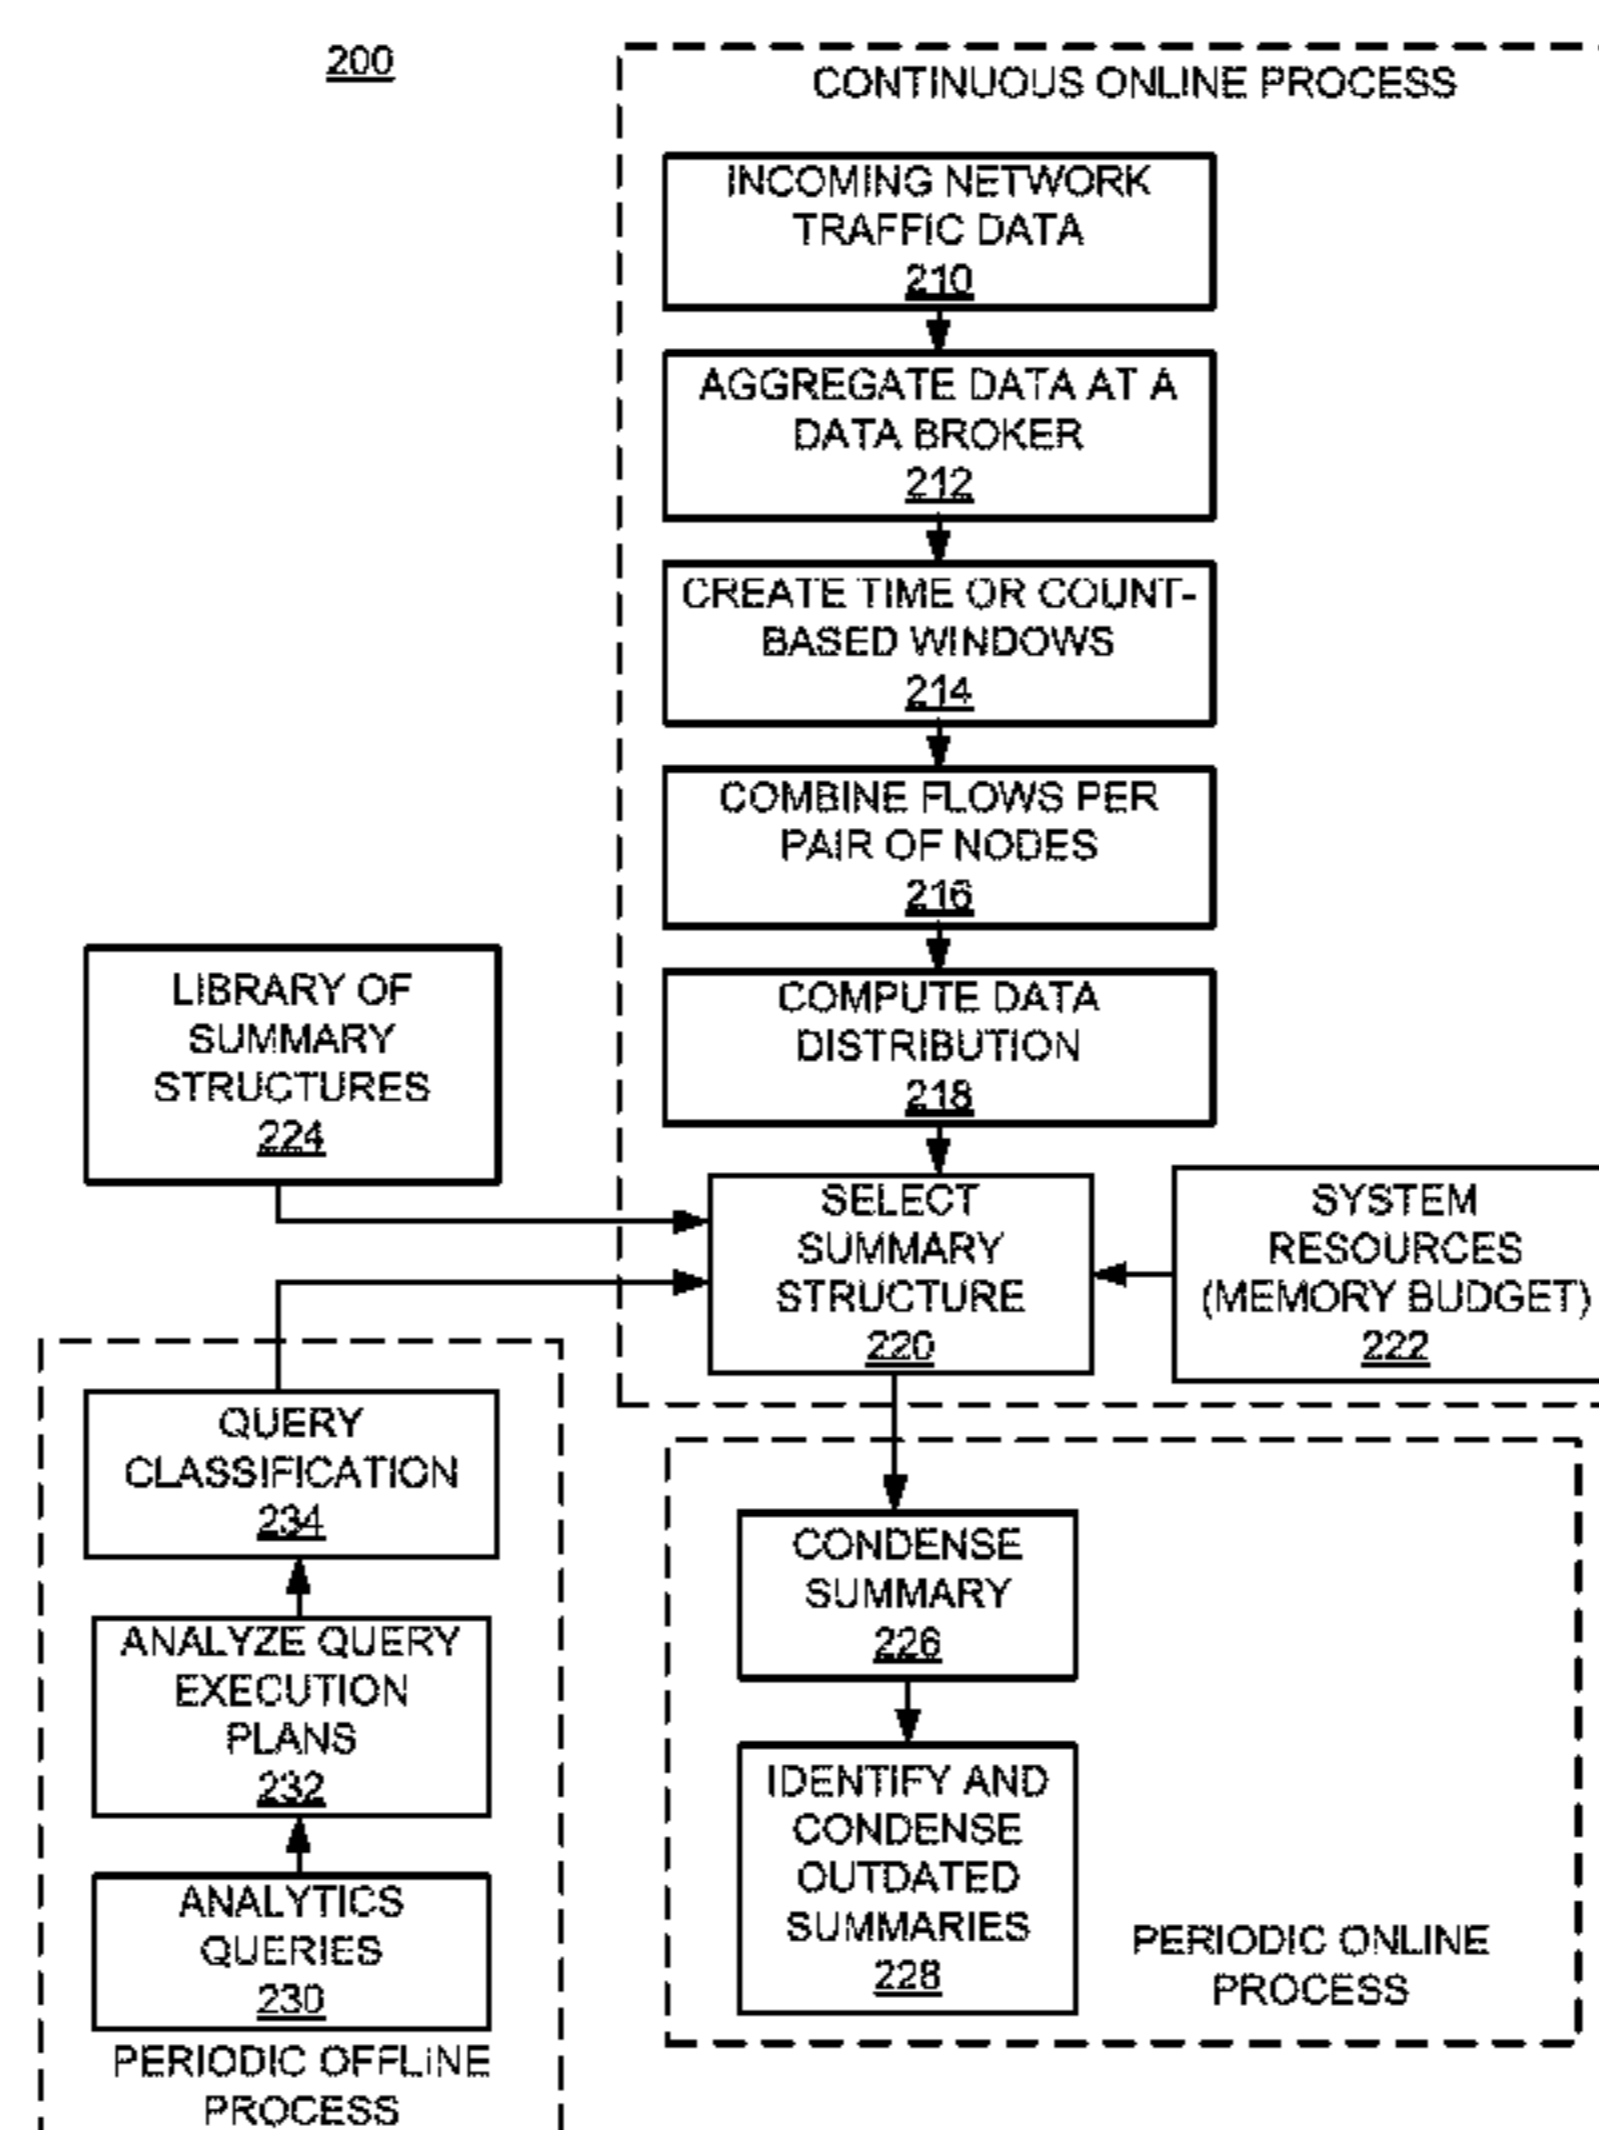 200
CONTINUOUS ONLINE PROCESS
INCOMING NETWORK
TRAFFIC DATA
210
AGGREGATE DATA AT A
DATA BROKER
212
CREATE TIME OR COUNT-
BASED WINDOWS
214
COMBINE FLOWS PER
PAIR OF NODES
216
COMPUTE DATA
DISTRIBUTION
218
LIBRARY OF
SUMMARY
STRUCTURES
224
SELECT
SUMMARY
STRUCTURE
220
SYSTEM
RESOURCES
(MEMORY BUDGET)
222
QUERY
CLASSIFICATION
234
ANALYZE QUERY
EXECUTION
PLANS
232
ANALYTICS
QUERIES
230
PERIODIC OFFLINE
PROCESS
CONDENSE
SUMMARY
226
IDENTIFY AND
CONDENSE
OUTDATED
SUMMARIES
228
PERIODIC ONLINE
PROCESS